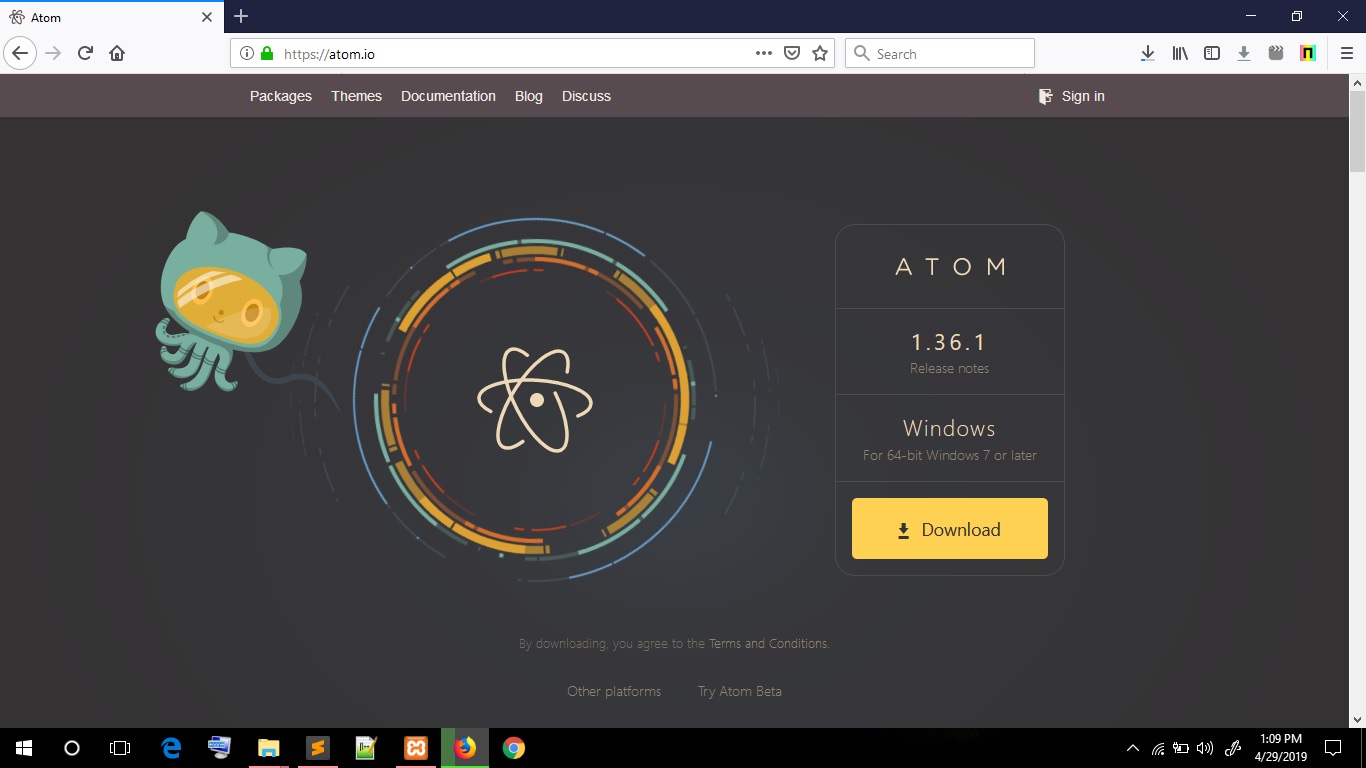 Atom
https://atom.io
Search
Packages Themes Documentation Blog Discuss Sign in
ATOM
1.36.1
Release notes
Windows
For 64-bit Windows 7 or later
Download
By downloading, you agree to the Terms and Conditions.
Other platforms Try Atom Beta
1:09 PM
4/29/2019